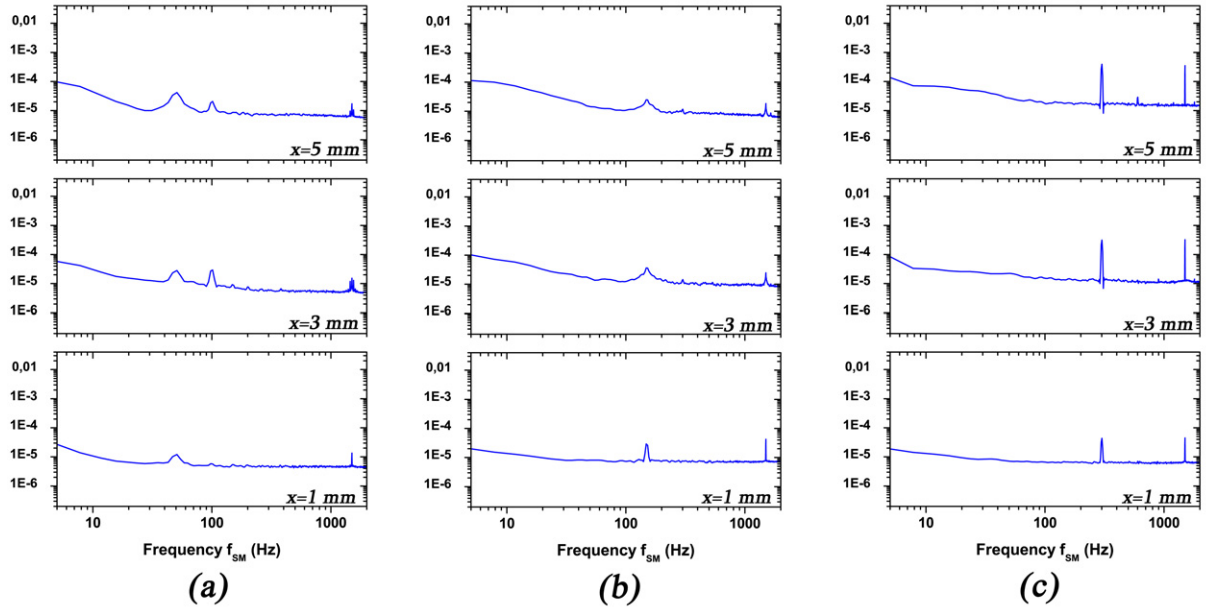 0,01
1E-3
1E-4
1E-5
1E-6
x=5 mm
0,01
1E-3
1E-4
1E-5
1E-6
x=3 mm
0,01
1E-3
1E-4
1E-5
1E-6
x=1 mm
10 100 1000
Frequency f_SM (Hz)
(a)
0,01
1E-3
1E-4
1E-5
1E-6
x=5 mm
0,01
1E-3
1E-4
1E-5
1E-6
x=3 mm
0,01
1E-3
1E-4
1E-5
1E-6
x=1 mm
10 100 1000
Frequency f_SM (Hz)
(b)
0,01
1E-3
1E-4
1E-5
1E-6
x=5 mm
0,01
1E-3
1E-4
1E-5
1E-6
x=3 mm
0,01
1E-3
1E-4
1E-5
1E-6
x=1 mm
10 100 1000
Frequency f_SM (Hz)
(c)